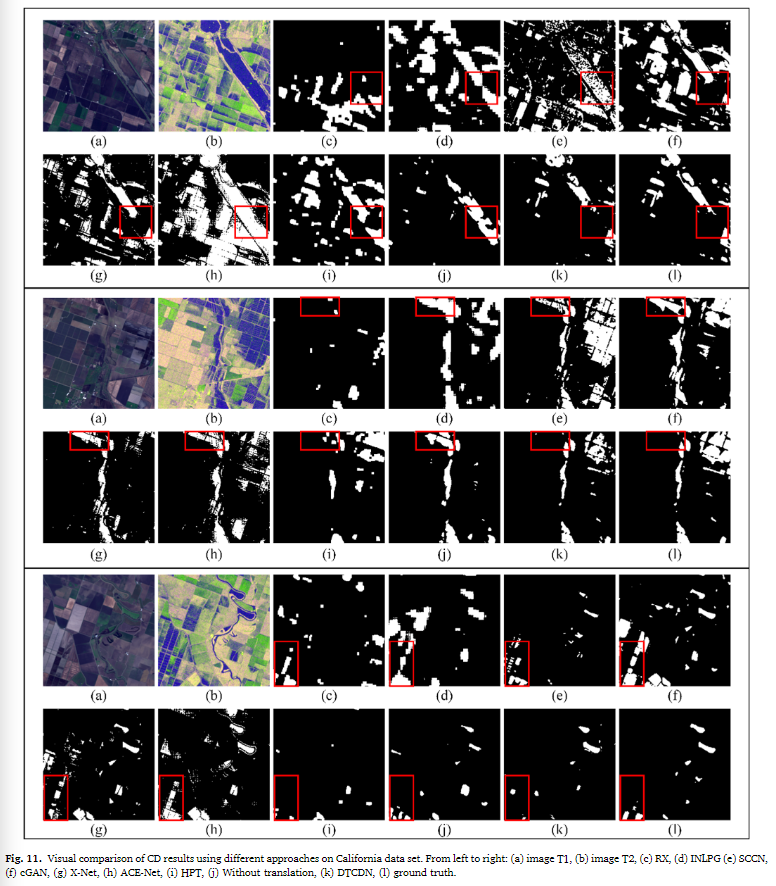 (a) (b) (c) (d) (e) (f)
(g) (h) (i) (j) (k) (l)
(a) (b) (c) (d) (e) (f)
(g) (h) (i) (j) (k) (l)
(a) (b) (c) (d) (e) (f)
(g) (h) (i) (j) (k) (l)
Fig. 11. Visual comparison of CD results using different approaches on California data set. From left to right: (a) image T1, (b) image T2, (c) RX, (d) INLPG (e) SCCN,
(f) cGAN, (g) X-Net, (h) ACE-Net, (i) HPT, (j) Without translation, (k) DTCDN, (l) ground truth.